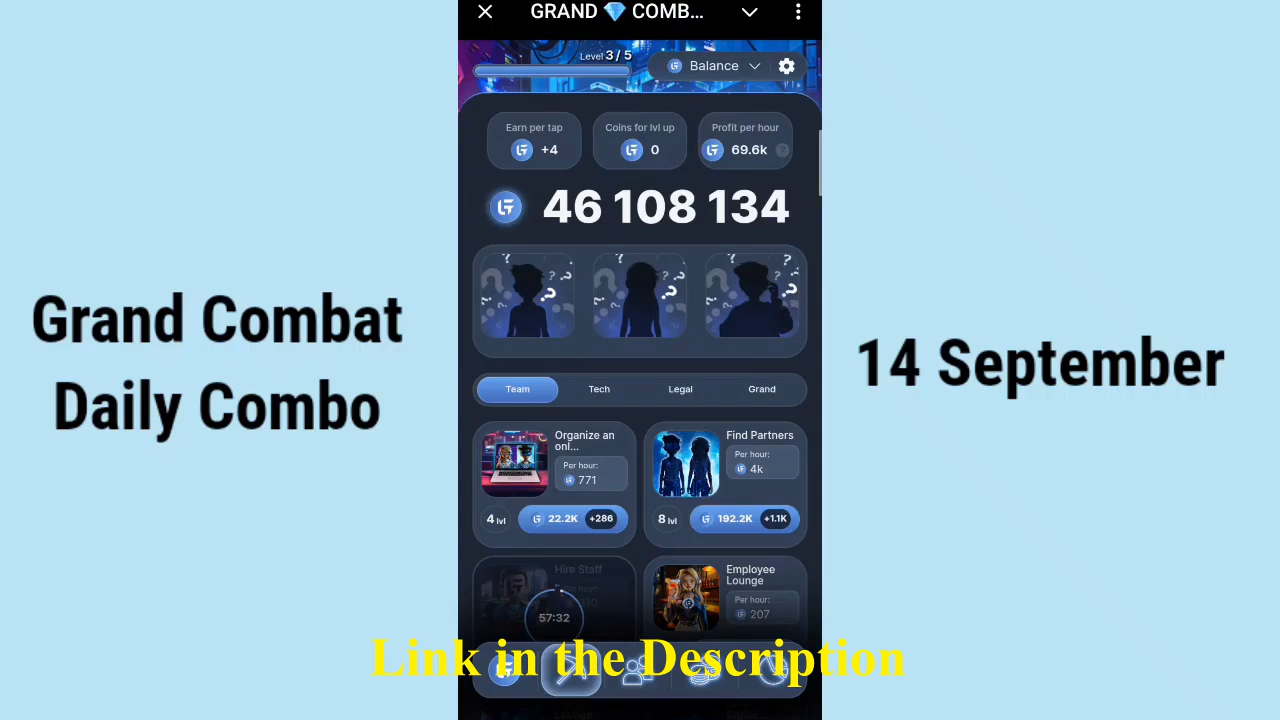 GRAND 💎 COMB...
Level 3 / 5
Balance
Earn per tap
+4
Coins for lvl up
0
Profit per hour
69.6k
?
46 108 134
Grand Combat
Daily Combo
14 September
Team
Tech
Legal
Grand
Organize an
onl...
Per hour:
771
4 lvl
22.2K
+286
Find Partners
Per hour:
4k
8 lvl
192.2K
+1.1K
Hire Staff
57:32
Employee
Lounge
Per hour:
207
Link in the Description
Lounge